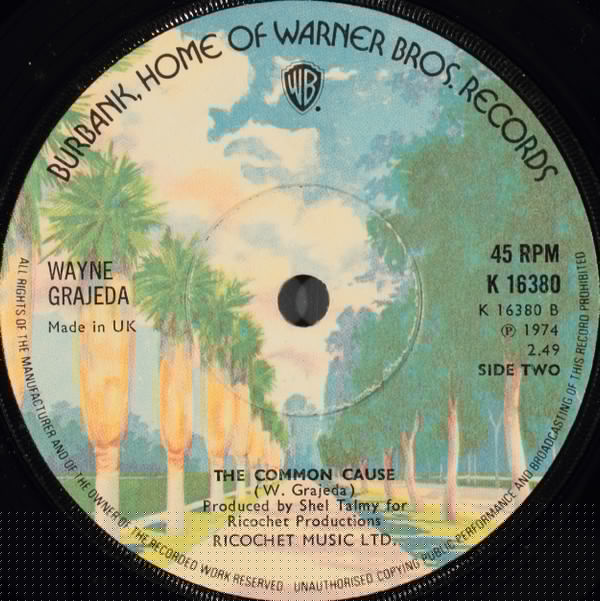 BURBANK, HOME OF WARNER BROS. RECORDS
WB
WAYNE
GRAJEDA
Made in UK
45 RPM
K 16380
K 16380 B
Ⓟ 1974
2.49
SIDE TWO
THE COMMON CAUSE
(W. Grajeda)
Produced by Shel Talmy for
Ricochet Productions
RICOCHET MUSIC LTD.
ALL RIGHTS OF THE MANUFACTURER AND OF THE OWNER OF THE RECORDED WORK RESERVED · UNAUTHORISED COPYING PUBLIC PERFORMANCE AND BROADCASTING OF THIS RECORD PROHIBITED